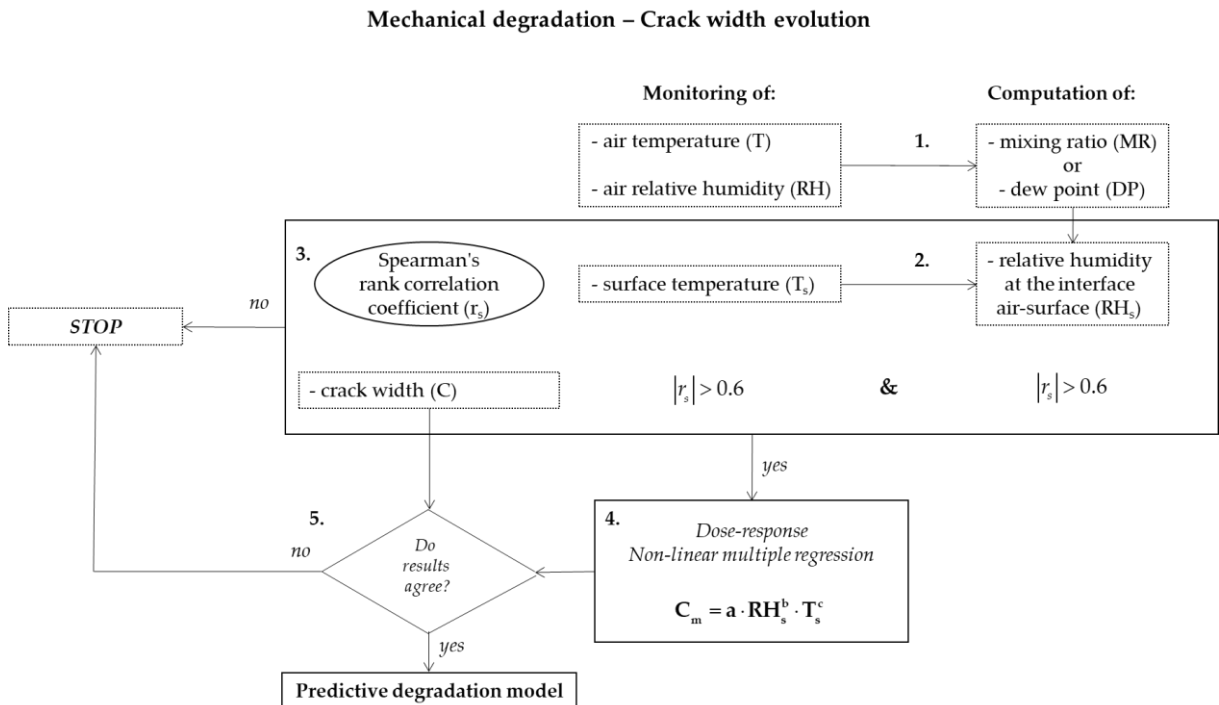 Mechanical degradation – Crack width evolution
Monitoring of:
Computation of:
- air temperature (T)
- air relative humidity (RH)
1.
- mixing ratio (MR)
or
- dew point (DP)
3.
Spearman's
rank correlation
coefficient (rₛ)
- surface temperature (Tₛ)
2.
- relative humidity
at the interface
air-surface (RHₛ)
no
STOP
- crack width (C)
|rₛ| > 0.6
&
|rₛ| > 0.6
yes
5.
no
Do
results
agree?
4.
Dose-response
Non-linear multiple regression
Cₘ = a · RHₛᵇ · Tₛᶜ
yes
Predictive degradation model